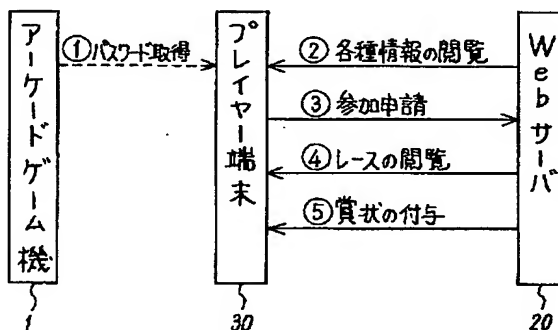 アーケードゲーム機
①パスワード取得
プレイヤー端末
②各種情報の閲覧
③参加申請
④レースの閲覧
⑤賞状の付与
Webサーバ
1
30
20